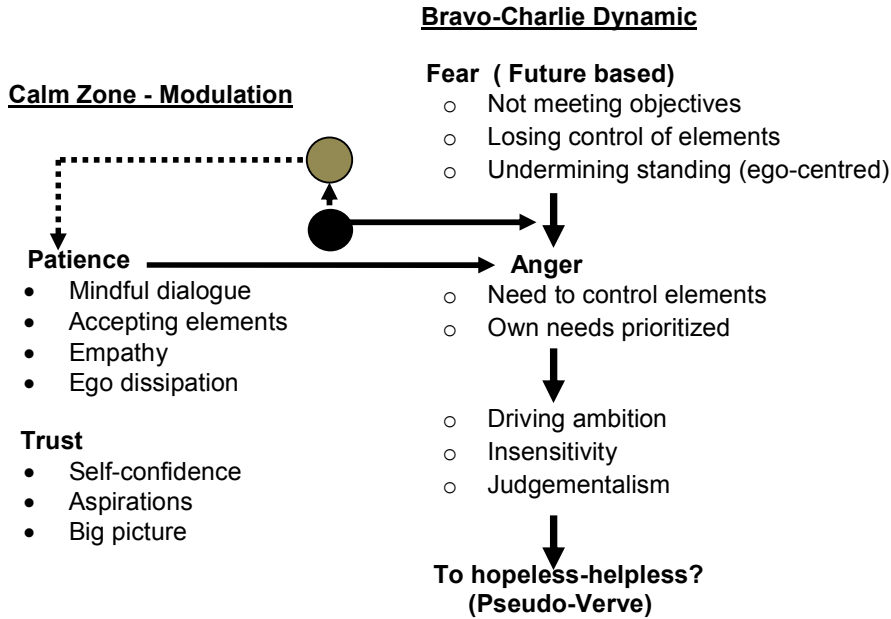 Bravo-Charlie Dynamic
Fear ( Future based)
o Not meeting objectives
o Losing control of elements
o Undermining standing (ego-centred)
Calm Zone - Modulation
Patience
• Mindful dialogue
• Accepting elements
• Empathy
• Ego dissipation
Trust
• Self-confidence
• Aspirations
• Big picture
Anger
o Need to control elements
o Own needs prioritized
o Driving ambition
o Insensitivity
o Judgementalism
To hopeless-helpless?
(Pseudo-Verve)